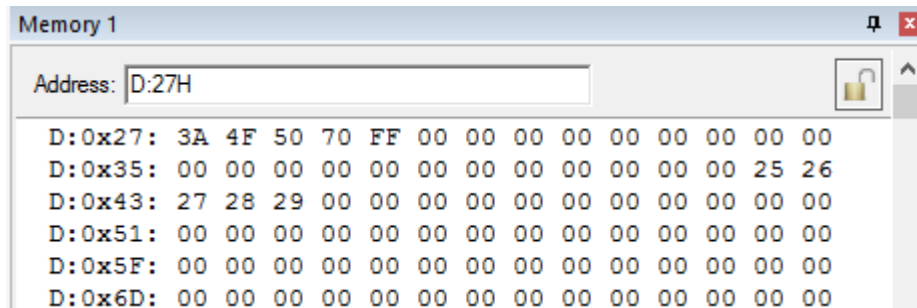 Memory 1
Address: D:27H
D:0x27: 3A 4F 50 70 FF 00 00 00 00 00 00 00 00 00
D:0x35: 00 00 00 00 00 00 00 00 00 00 00 00 25 26
D:0x43: 27 28 29 00 00 00 00 00 00 00 00 00 00 00
D:0x51: 00 00 00 00 00 00 00 00 00 00 00 00 00 00
D:0x5F: 00 00 00 00 00 00 00 00 00 00 00 00 00 00
D:0x6D: 00 00 00 00 00 00 00 00 00 00 00 00 00 00